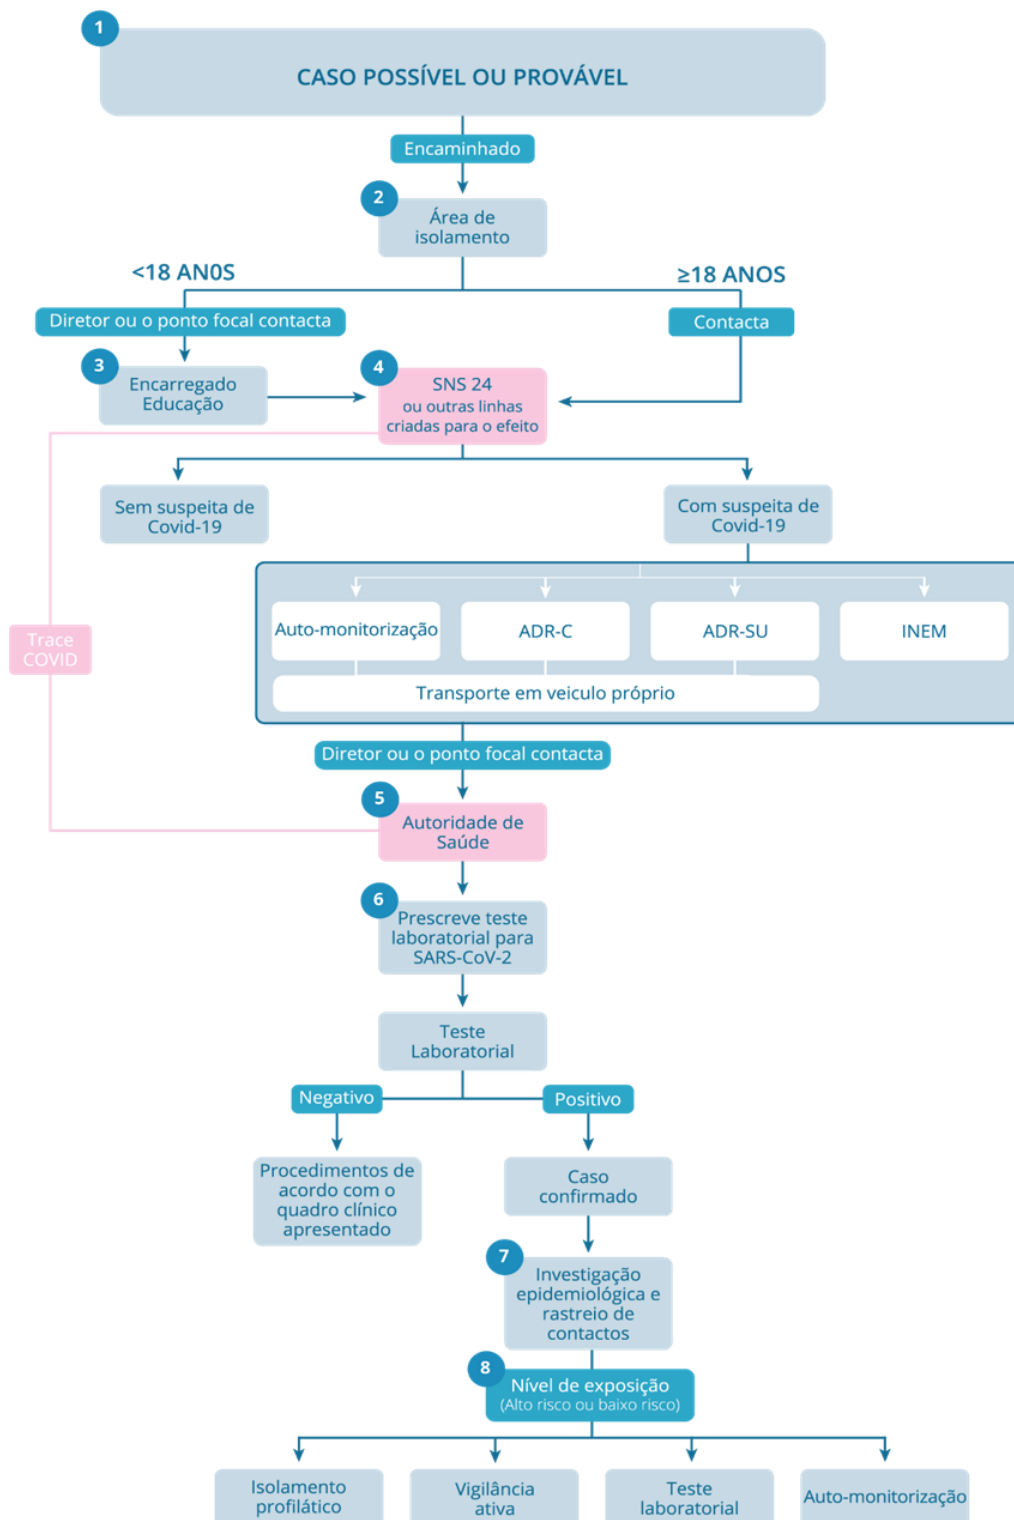 1
CASO POSSÍVEL OU PROVÁVEL
Encaminhado
2
Área de
isolamento
<18 AN0S
≥18 ANOS
Diretor ou o ponto focal contacta
Contacta
3
Encarregado
Educação
4
SNS 24
ou outras linhas
criadas para o efeito
Sem suspeita de
Covid-19
Com suspeita de
Covid-19
Auto-monitorização
ADR-C
ADR-SU
INEM
Trace
COVID
Transporte em veiculo próprio
Diretor ou o ponto focal contacta
5
Autoridade de
Saúde
6
Prescreve teste
laboratorial para
SARS-CoV-2
Teste
Laboratorial
Negativo
Positivo
Procedimentos de
acordo com o
quadro clínico
apresentado
Caso
confirmado
7
Investigação
epidemiológica e
rastreio de
contactos
8
Nível de exposição
(Alto risco ou baixo risco)
Isolamento
profilático
Vigilância
ativa
Teste
laboratorial
Auto-monitorização